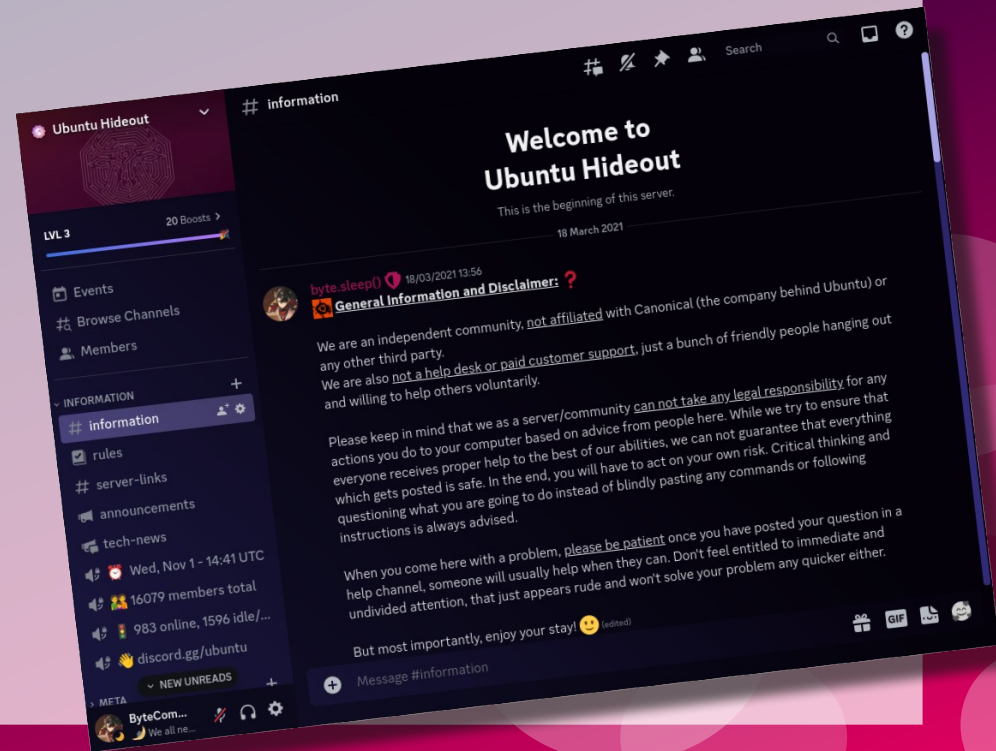 Ubuntu Hideout
LVL 3
20 Boosts >
Events
Browse Channels
Members
INFORMATION
# information
rules
# server-links
announcements
tech-news
Wed, Nov 1 - 14:41 UTC
16079 members total
983 online, 1596 idle/...
discord.gg/ubuntu
NEW UNREADS
META
ByteCom...
We all ne...
# information
Search
Welcome to
Ubuntu Hideout
This is the beginning of this server.
18 March 2021
byte.sleep() 18/03/2021 13:56
General Information and Disclaimer: ❓
We are an independent community, not affiliated with Canonical (the company behind Ubuntu) or
any other third party.
We are also not a help desk or paid customer support, just a bunch of friendly people hanging out
and willing to help others voluntarily.
Please keep in mind that we as a server/community can not take any legal responsibility for any
actions you do to your computer based on advice from people here. While we try to ensure that
everyone receives proper help to the best of our abilities, we can not guarantee that everything
which gets posted is safe. In the end, you will have to act on your own risk. Critical thinking and
questioning what you are going to do instead of blindly pasting any commands or following
instructions is always advised.
When you come here with a problem, please be patient once you have posted your question in a
help channel, someone will usually help when they can. Don't feel entitled to immediate and
undivided attention, that just appears rude and won't solve your problem any quicker either.
But most importantly, enjoy your stay! 🙂 (edited)
Message #information
GIF